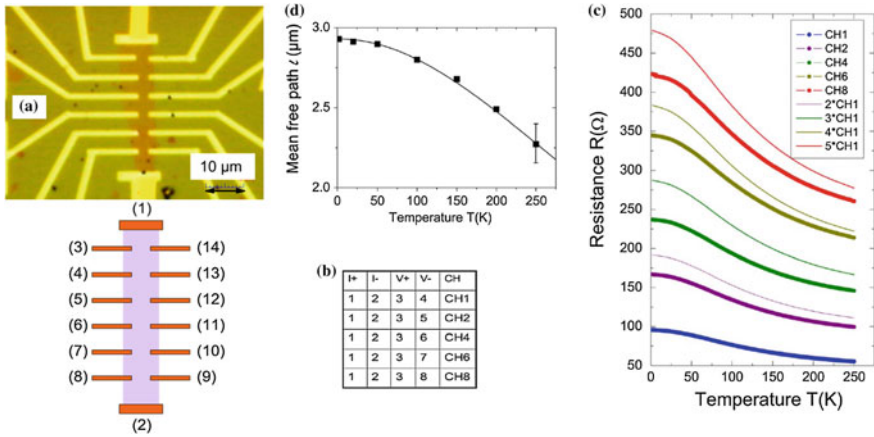 (a)
10 μm
(1)
(3)
(14)
(4)
(13)
(5)
(12)
(6)
(11)
(7)
(10)
(8)
(9)
(2)
(d)
3.0
2.5
2.0
0 50 100 150 200 250
Mean free path ℓ (μm)
Temperature T(K)
(b)
I+ I- V+ V- CH
1 2 3 4 CH1
1 2 3 5 CH2
1 2 3 6 CH4
1 2 3 7 CH6
1 2 3 8 CH8
(c)
500
450
400
350
300
250
200
150
100
50
0 50 100 150 200 250
Resistance R(Ω)
Temperature T(K)
CH1
CH2
CH4
CH6
CH8
2*CH1
3*CH1
4*CH1
5*CH1